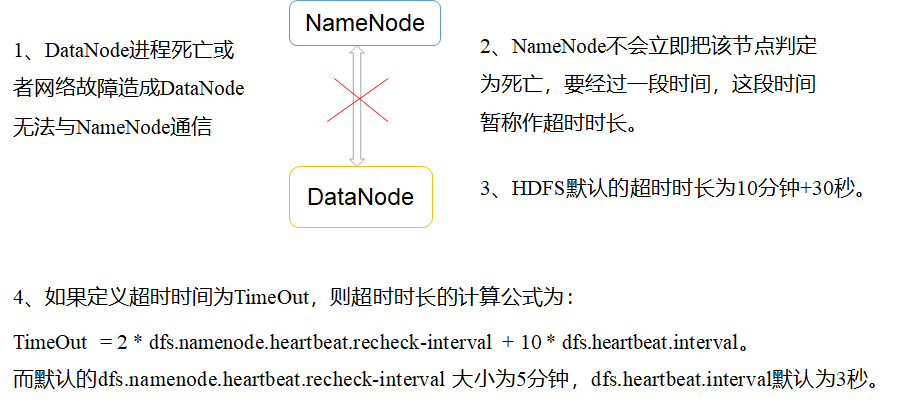 NameNode
1、DataNode进程死亡或
者网络故障造成DataNode
无法与NameNode通信
2、NameNode不会立即把该节点判定
为死亡，要经过一段时间，这段时间
暂称作超时时长。
DataNode
3、HDFS默认的超时时长为10分钟+30秒。
4、如果定义超时时间为TimeOut，则超时时长的计算公式为：
TimeOut = 2 * dfs.namenode.heartbeat.recheck-interval + 10 * dfs.heartbeat.interval。
而默认的dfs.namenode.heartbeat.recheck-interval 大小为5分钟，dfs.heartbeat.interval默认为3秒。